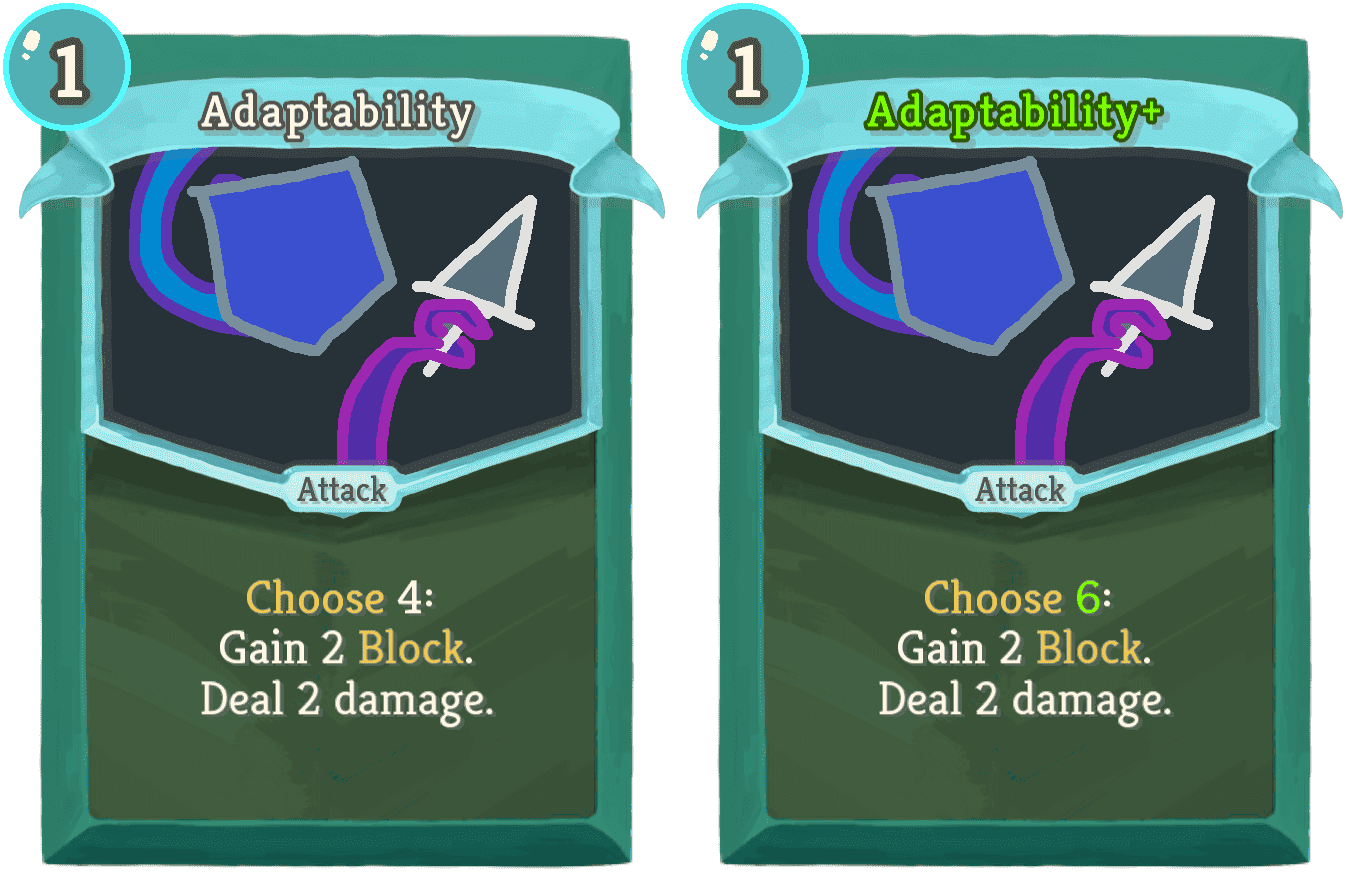 1
Adaptability
Attack
Choose 4:
Gain 2 Block.
Deal 2 damage.
1
Adaptability+
Attack
Choose 6:
Gain 2 Block.
Deal 2 damage.